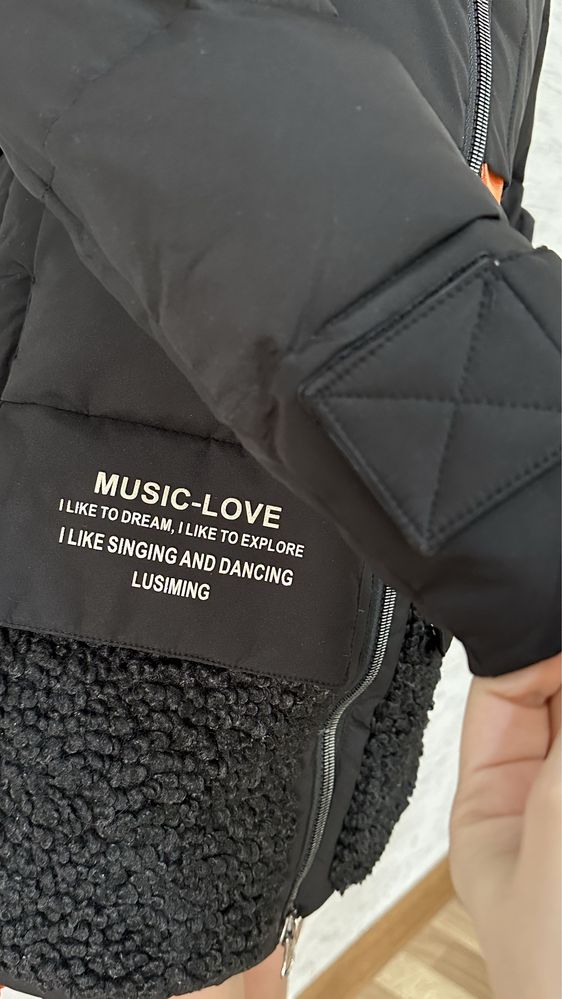 MUSIC-LOVE
I LIKE TO DREAM, I LIKE TO EXPLORE
I LIKE SINGING AND DANCING
LUSIMING